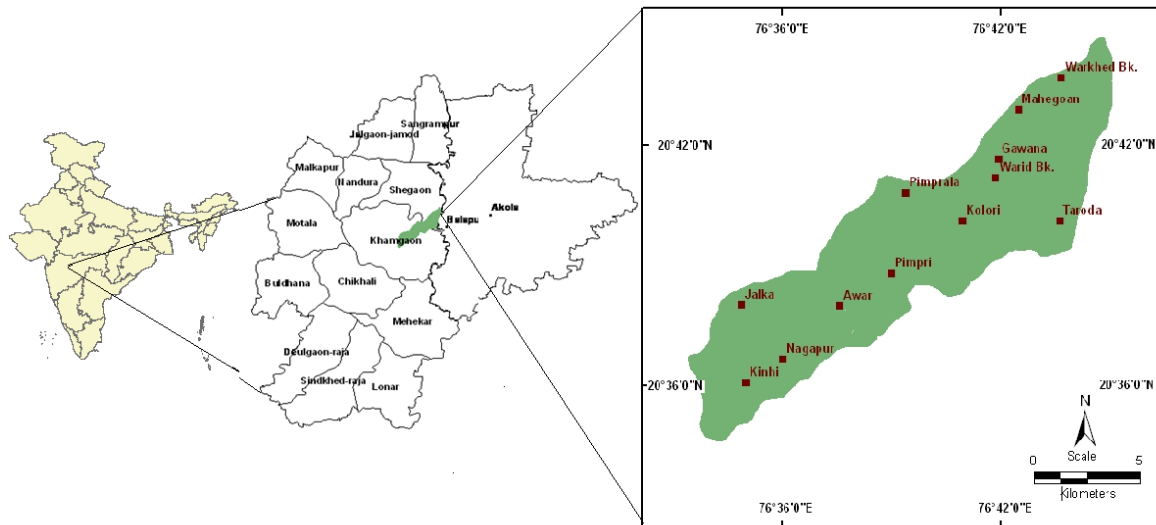 Sangrampur
Julgaon-jamod
Malkapur
Nandura
Shegaon
Motala
Khamgaon
Balapu
Akola
Buldhana
Chikhali
Mehekar
Deulgaon-raja
Sindkhed-raja
Lonar
76°36'0"E
76°42'0"E
Warkhed Bk.
Mahegoan
20°42'0"N
20°42'0"N
Gawana
Warid Bk.
Pimprala
Kolori
Taroda
Pimpri
Jalka
Awar
Nagapur
Kinhi
20°36'0"N
20°36'0"N
N
Scale
0 5
Kilometers
76°36'0"E
76°42'0"E